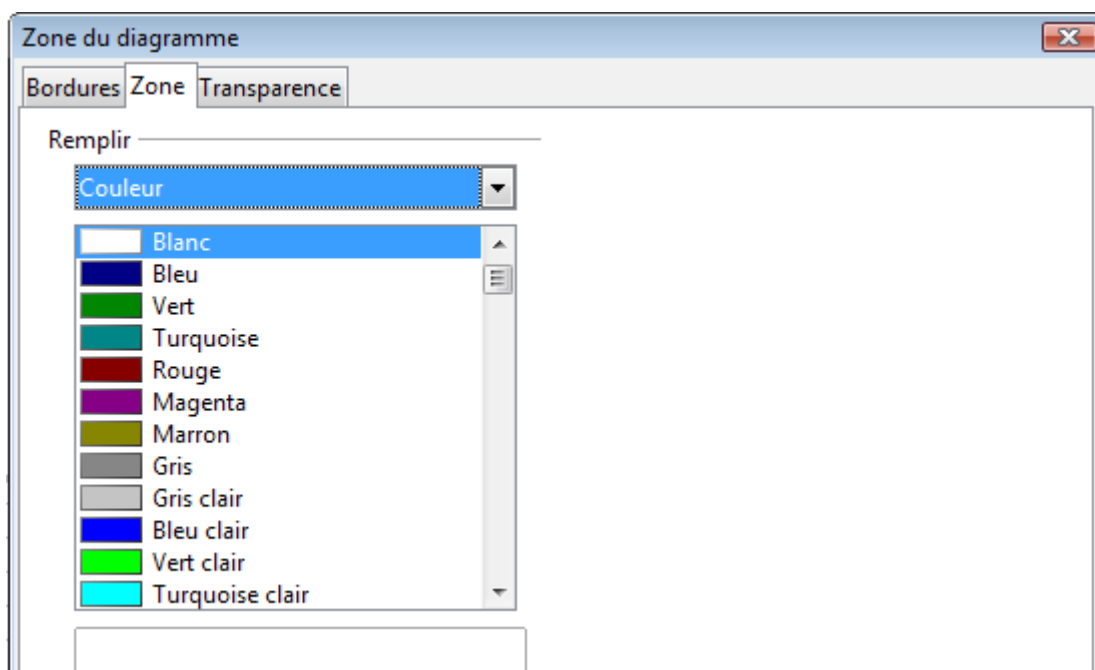 Zone du diagramme
Bordures Zone Transparence
Remplir
Couleur
Blanc
Bleu
Vert
Turquoise
Rouge
Magenta
Marron
Gris
Gris clair
Bleu clair
Vert clair
Turquoise clair